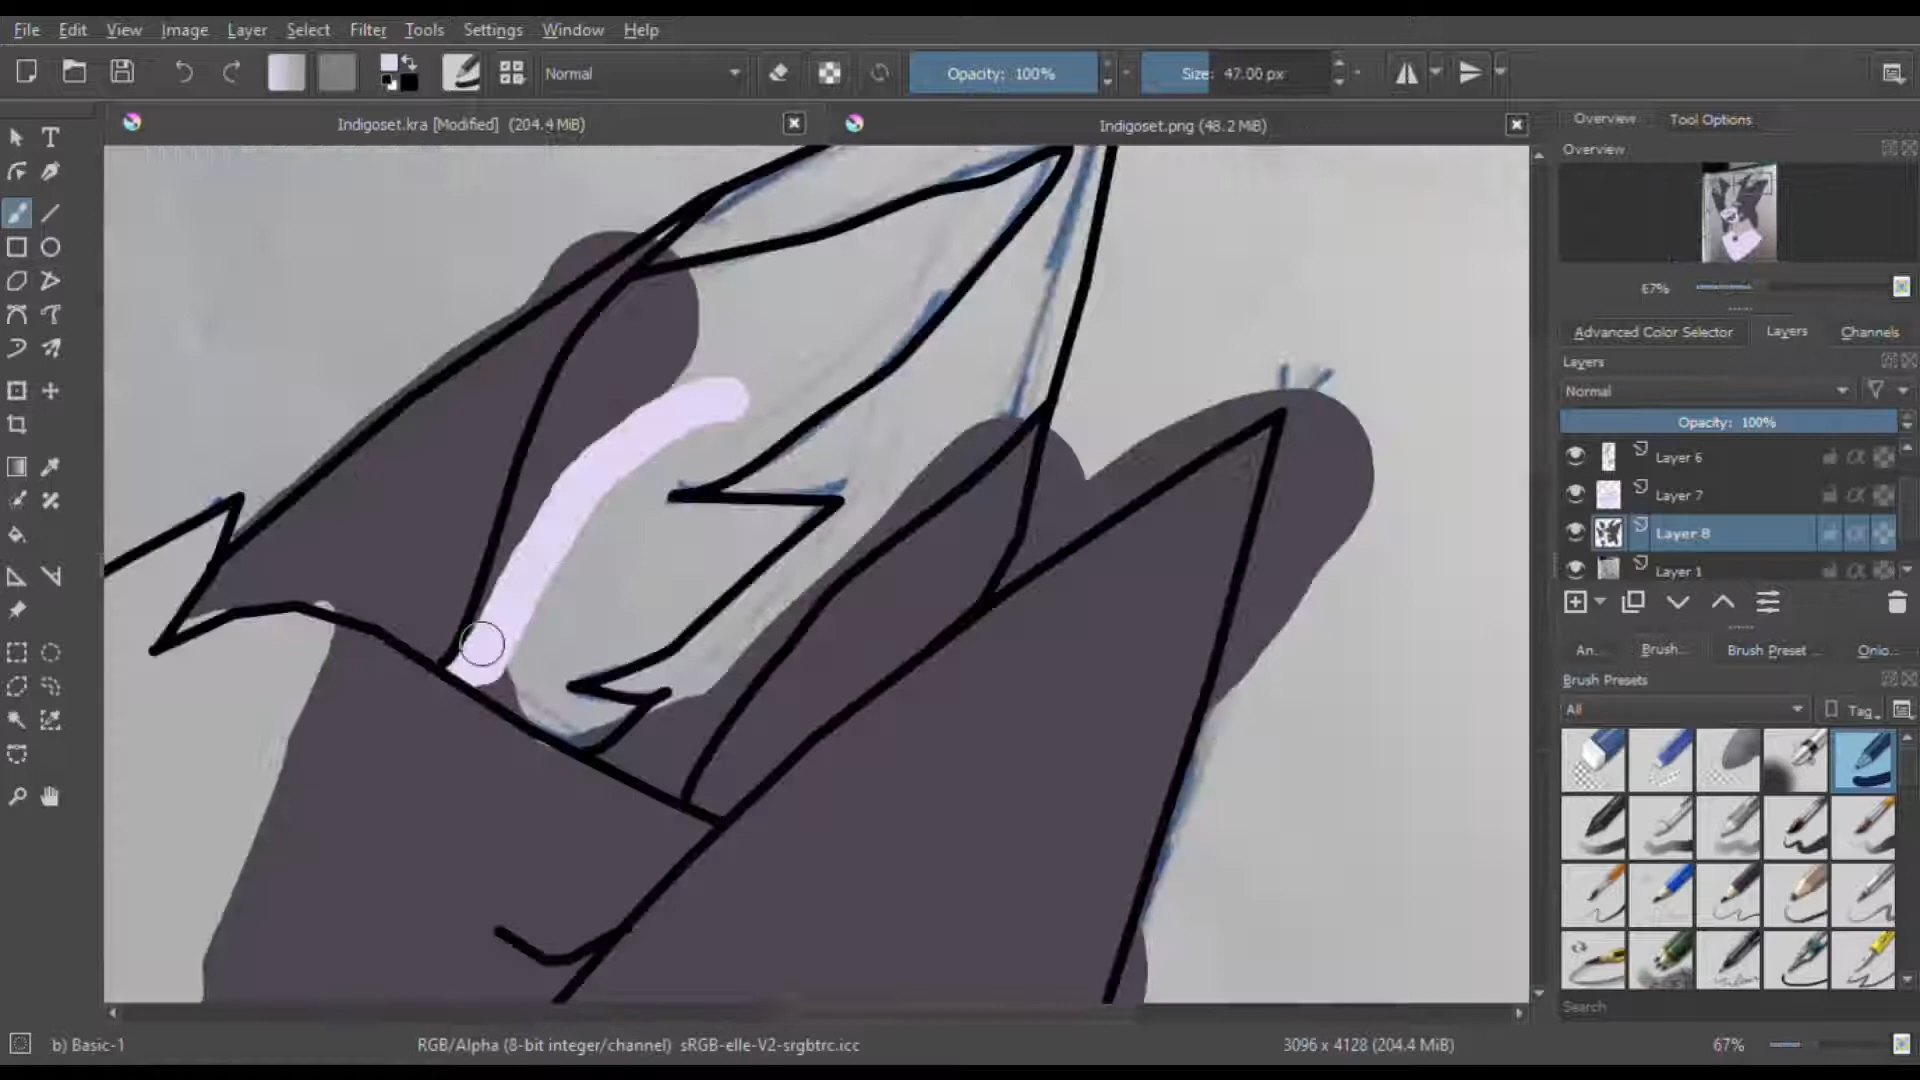 File Edit View Image Layer Select Filter Tools Settings Window Help
Normal Opacity: 100% Size: 47.00 px
Indigoset.kra [Modified] (204.4 MiB) Indigoset.png (48.2 MiB)
Overview Tool Options
Overview
67%
Advanced Color Selector Layers Channels
Layers
Normal
Opacity: 100%
Layer 6
Layer 7
Layer 8
Layer 1
An... Brush... Brush Preset ... Onio...
Brush Presets
All Tag
Search
b) Basic-1 RGB/Alpha (8-bit integer/channel) sRGB-elle-V2-srgbtrc.icc 3096 x 4128 (204.4 MiB) 67%